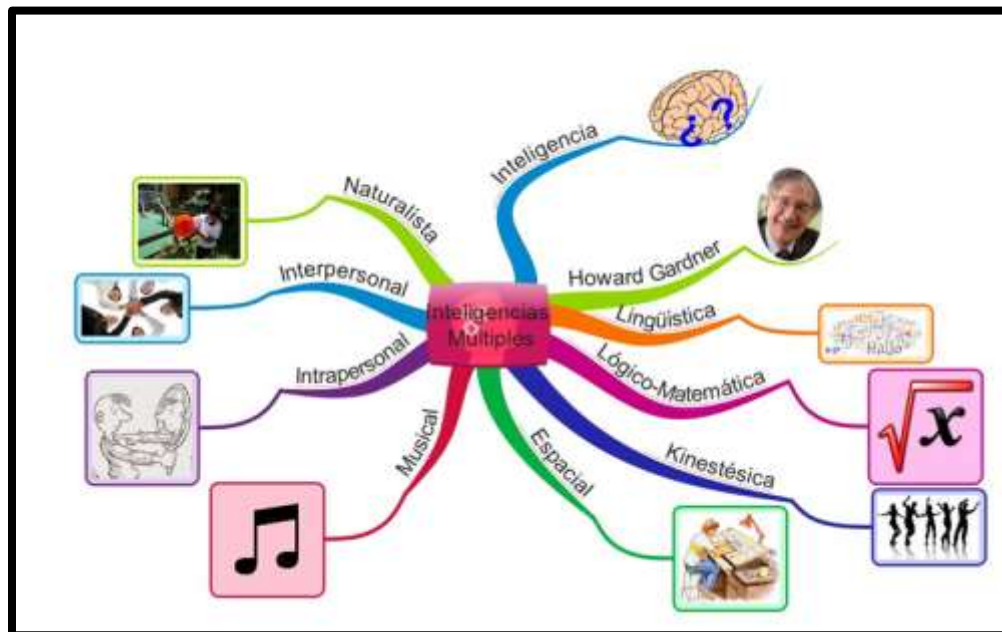 Inteligencia
¿ ?
Naturalista
Howard Gardner
Interpersonal
Inteligencias
Múltiples
Lingüística
Intrapersonal
Lógico-Matemática
Musical
Espacial
Kinestésica
√x